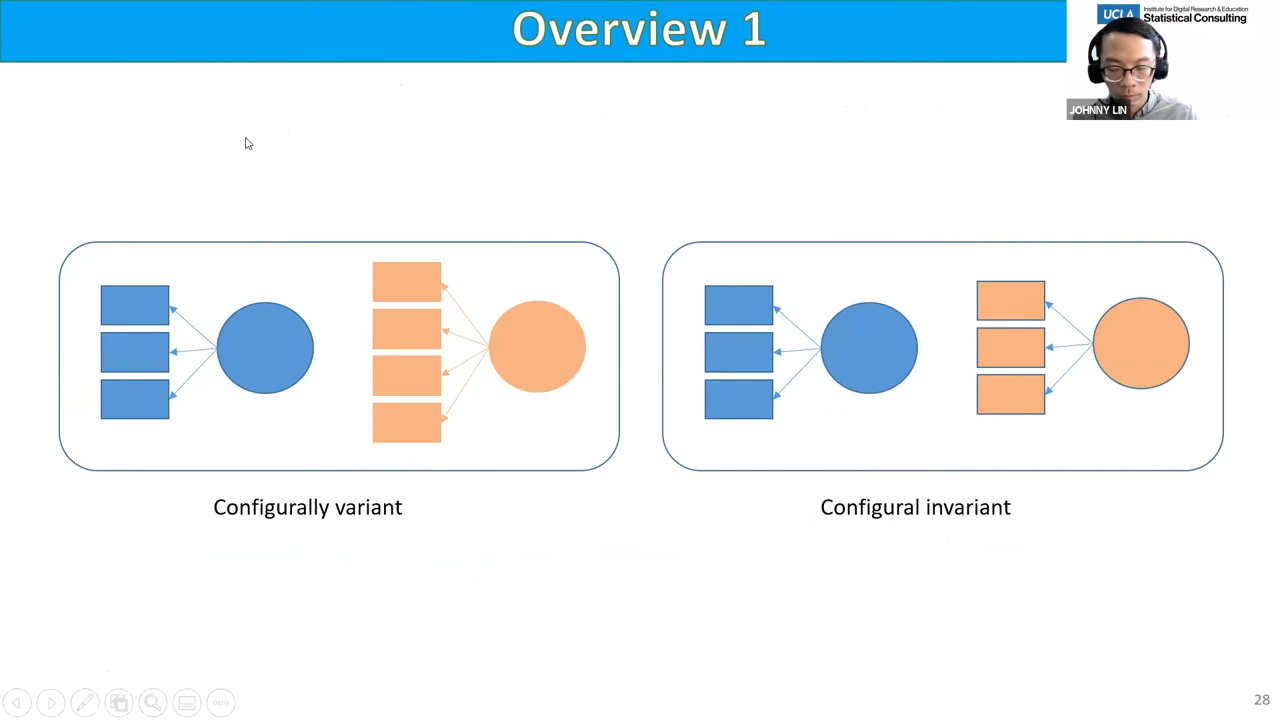 Overview 1
UCLA
Institute for Digital Research & Education
Statistical Consulting
JOHNNY LIN
Configurally variant
Configural invariant
28